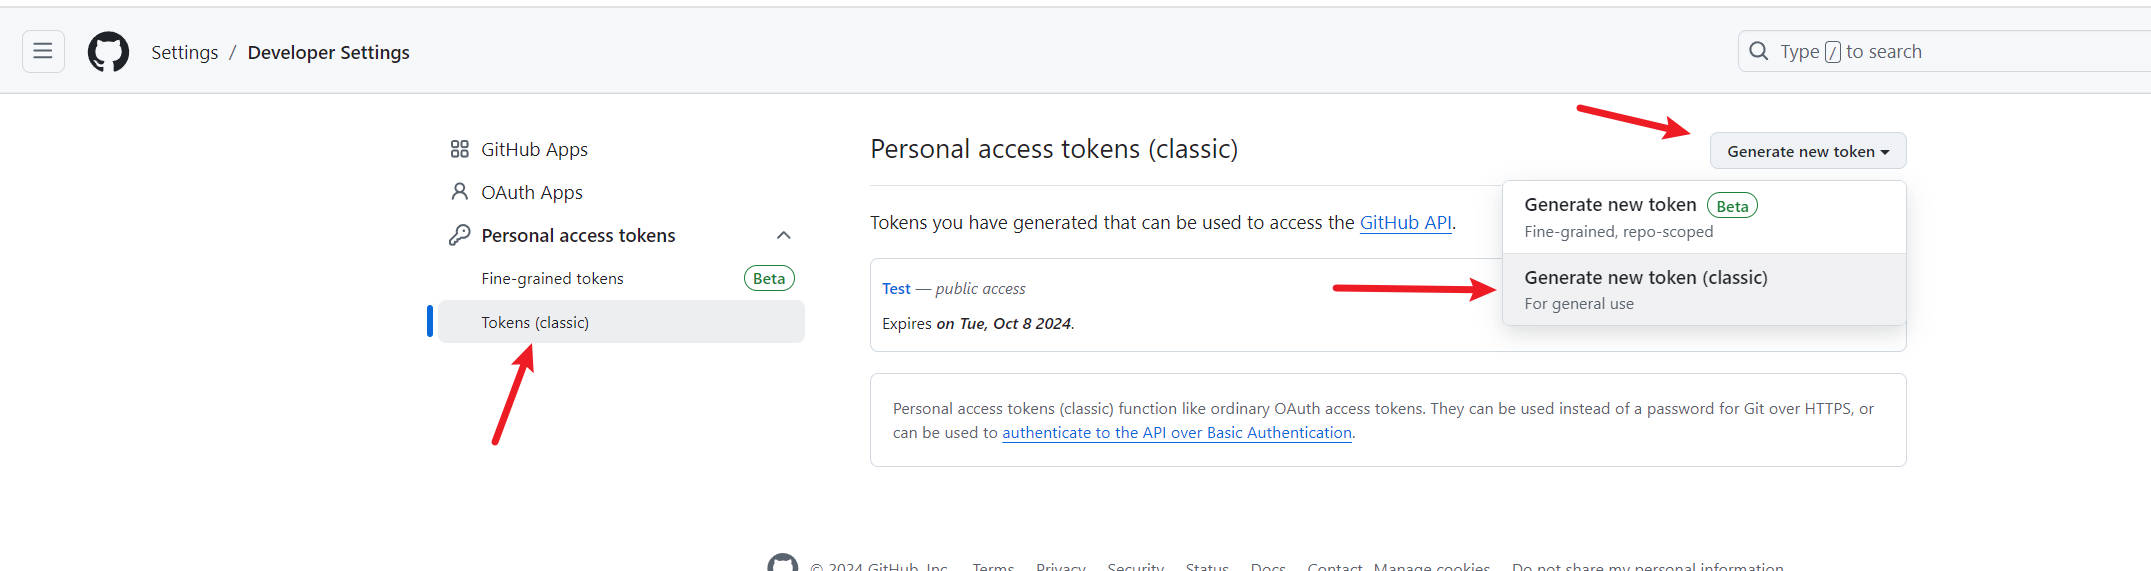 Settings / Developer Settings
Type / to search
GitHub Apps
OAuth Apps
Personal access tokens
Fine-grained tokens Beta
Tokens (classic)
Personal access tokens (classic)
Generate new token
Generate new token Beta
Fine-grained, repo-scoped
Generate new token (classic)
For general use
Tokens you have generated that can be used to access the GitHub API.
Test — public access
Expires on Tue, Oct 8 2024.
Personal access tokens (classic) function like ordinary OAuth access tokens. They can be used instead of a password for Git over HTTPS, or
can be used to authenticate to the API over Basic Authentication.
© 2024 GitHub, Inc. Terms Privacy Security Status Docs Contact Manage cookies Do not share my personal information